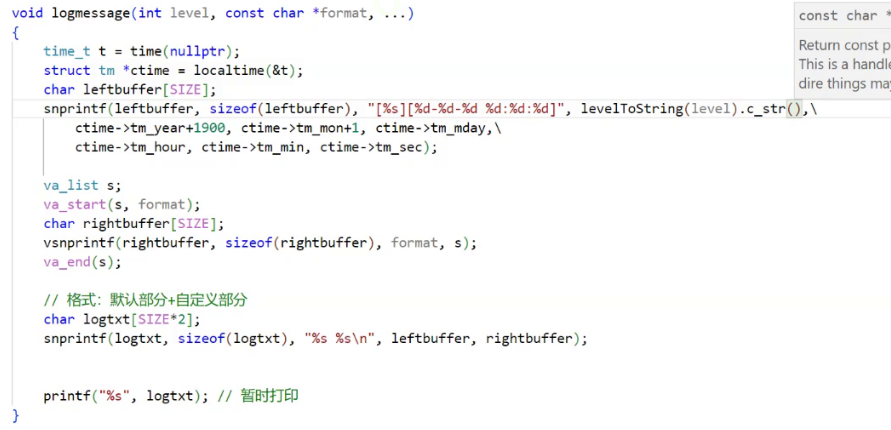 void logmessage(int level, const char *format, ...)
{
    time_t t = time(nullptr);
    struct tm *ctime = localtime(&t);
    char leftbuffer[SIZE];
    snprintf(leftbuffer, sizeof(leftbuffer), "[%s][%d-%d-%d %d:%d:%d]", levelToString(level).c_str(),\
        ctime->tm_year+1900, ctime->tm_mon+1, ctime->tm_mday,\
        ctime->tm_hour, ctime->tm_min, ctime->tm_sec);
    va_list s;
    va_start(s, format);
    char rightbuffer[SIZE];
    vsnprintf(rightbuffer, sizeof(rightbuffer), format, s);
    va_end(s);
    // 格式：默认部分+自定义部分
    char logtxt[SIZE*2];
    snprintf(logtxt, sizeof(logtxt), "%s %s\n", leftbuffer, rightbuffer);
    printf("%s", logtxt); // 暂时打印
}
const char *
Return const p
This is a handle
dire things may